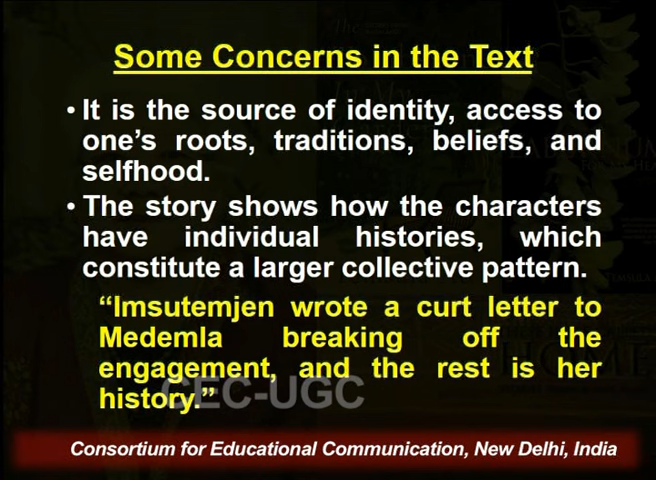 Some Concerns in the Text
• It is the source of identity, access to
one's roots, traditions, beliefs, and
selfhood.
• The story shows how the characters
have individual histories, which
constitute a larger collective pattern.
“Imsutemjen wrote a curt letter to
Medemla breaking off the
engagement, and the rest is her
history.”
CEC-UGC
Consortium for Educational Communication, New Delhi, India